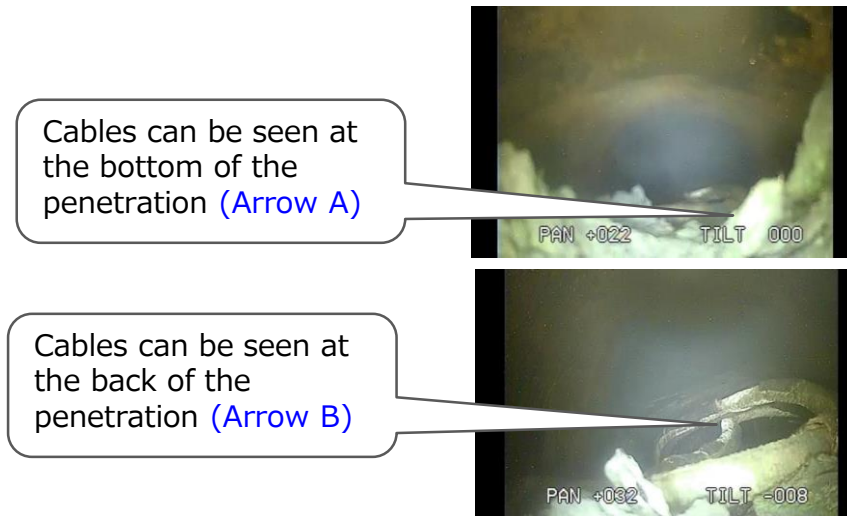 Cables can be seen at
the bottom of the
penetration (Arrow A)
PAN +022 TILT 000
Cables can be seen at
the back of the
penetration (Arrow B)
PAN +032 TILT -008